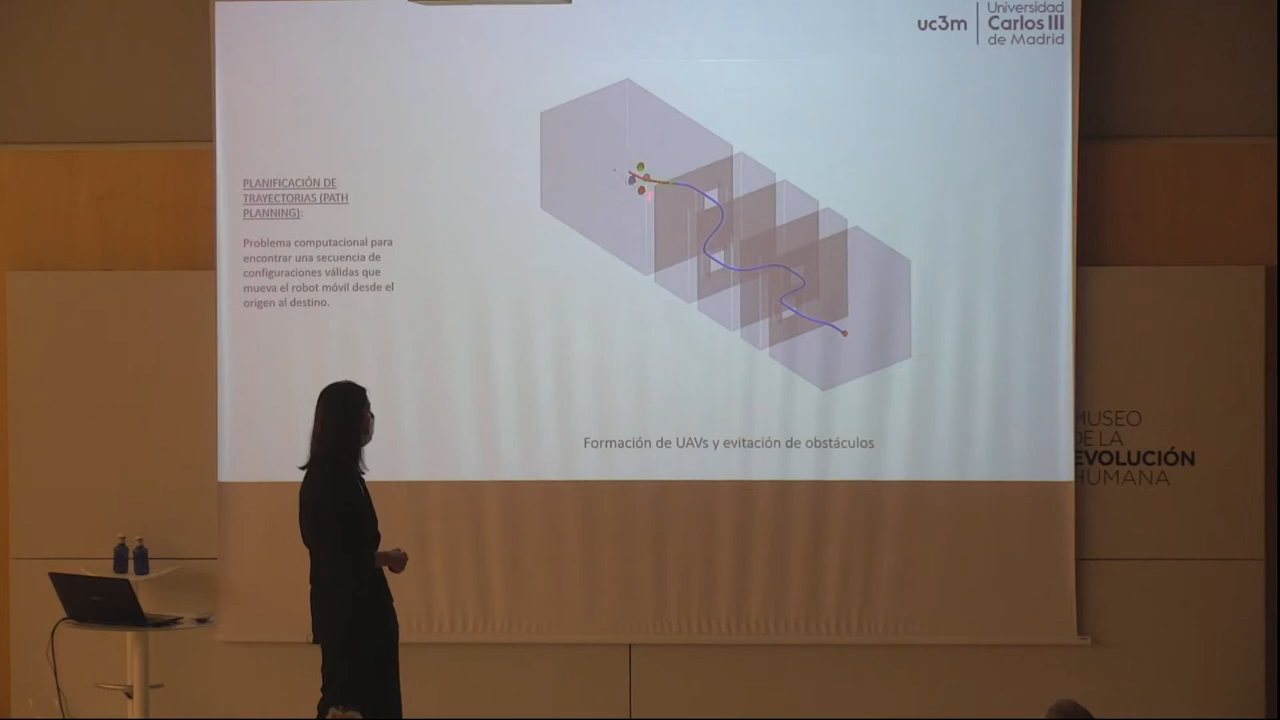 uc3m
Universidad
Carlos III
de Madrid
PLANIFICACIÓN DE
TRAYECTORIAS (PATH
PLANNING):
Problema computacional para
encontrar una secuencia de
configuraciones válidas que
mueva el robot móvil desde el
origen al destino.
Formación de UAVs y evitación de obstáculos
MUSEO
DE LA
EVOLUCIÓN
HUMANA